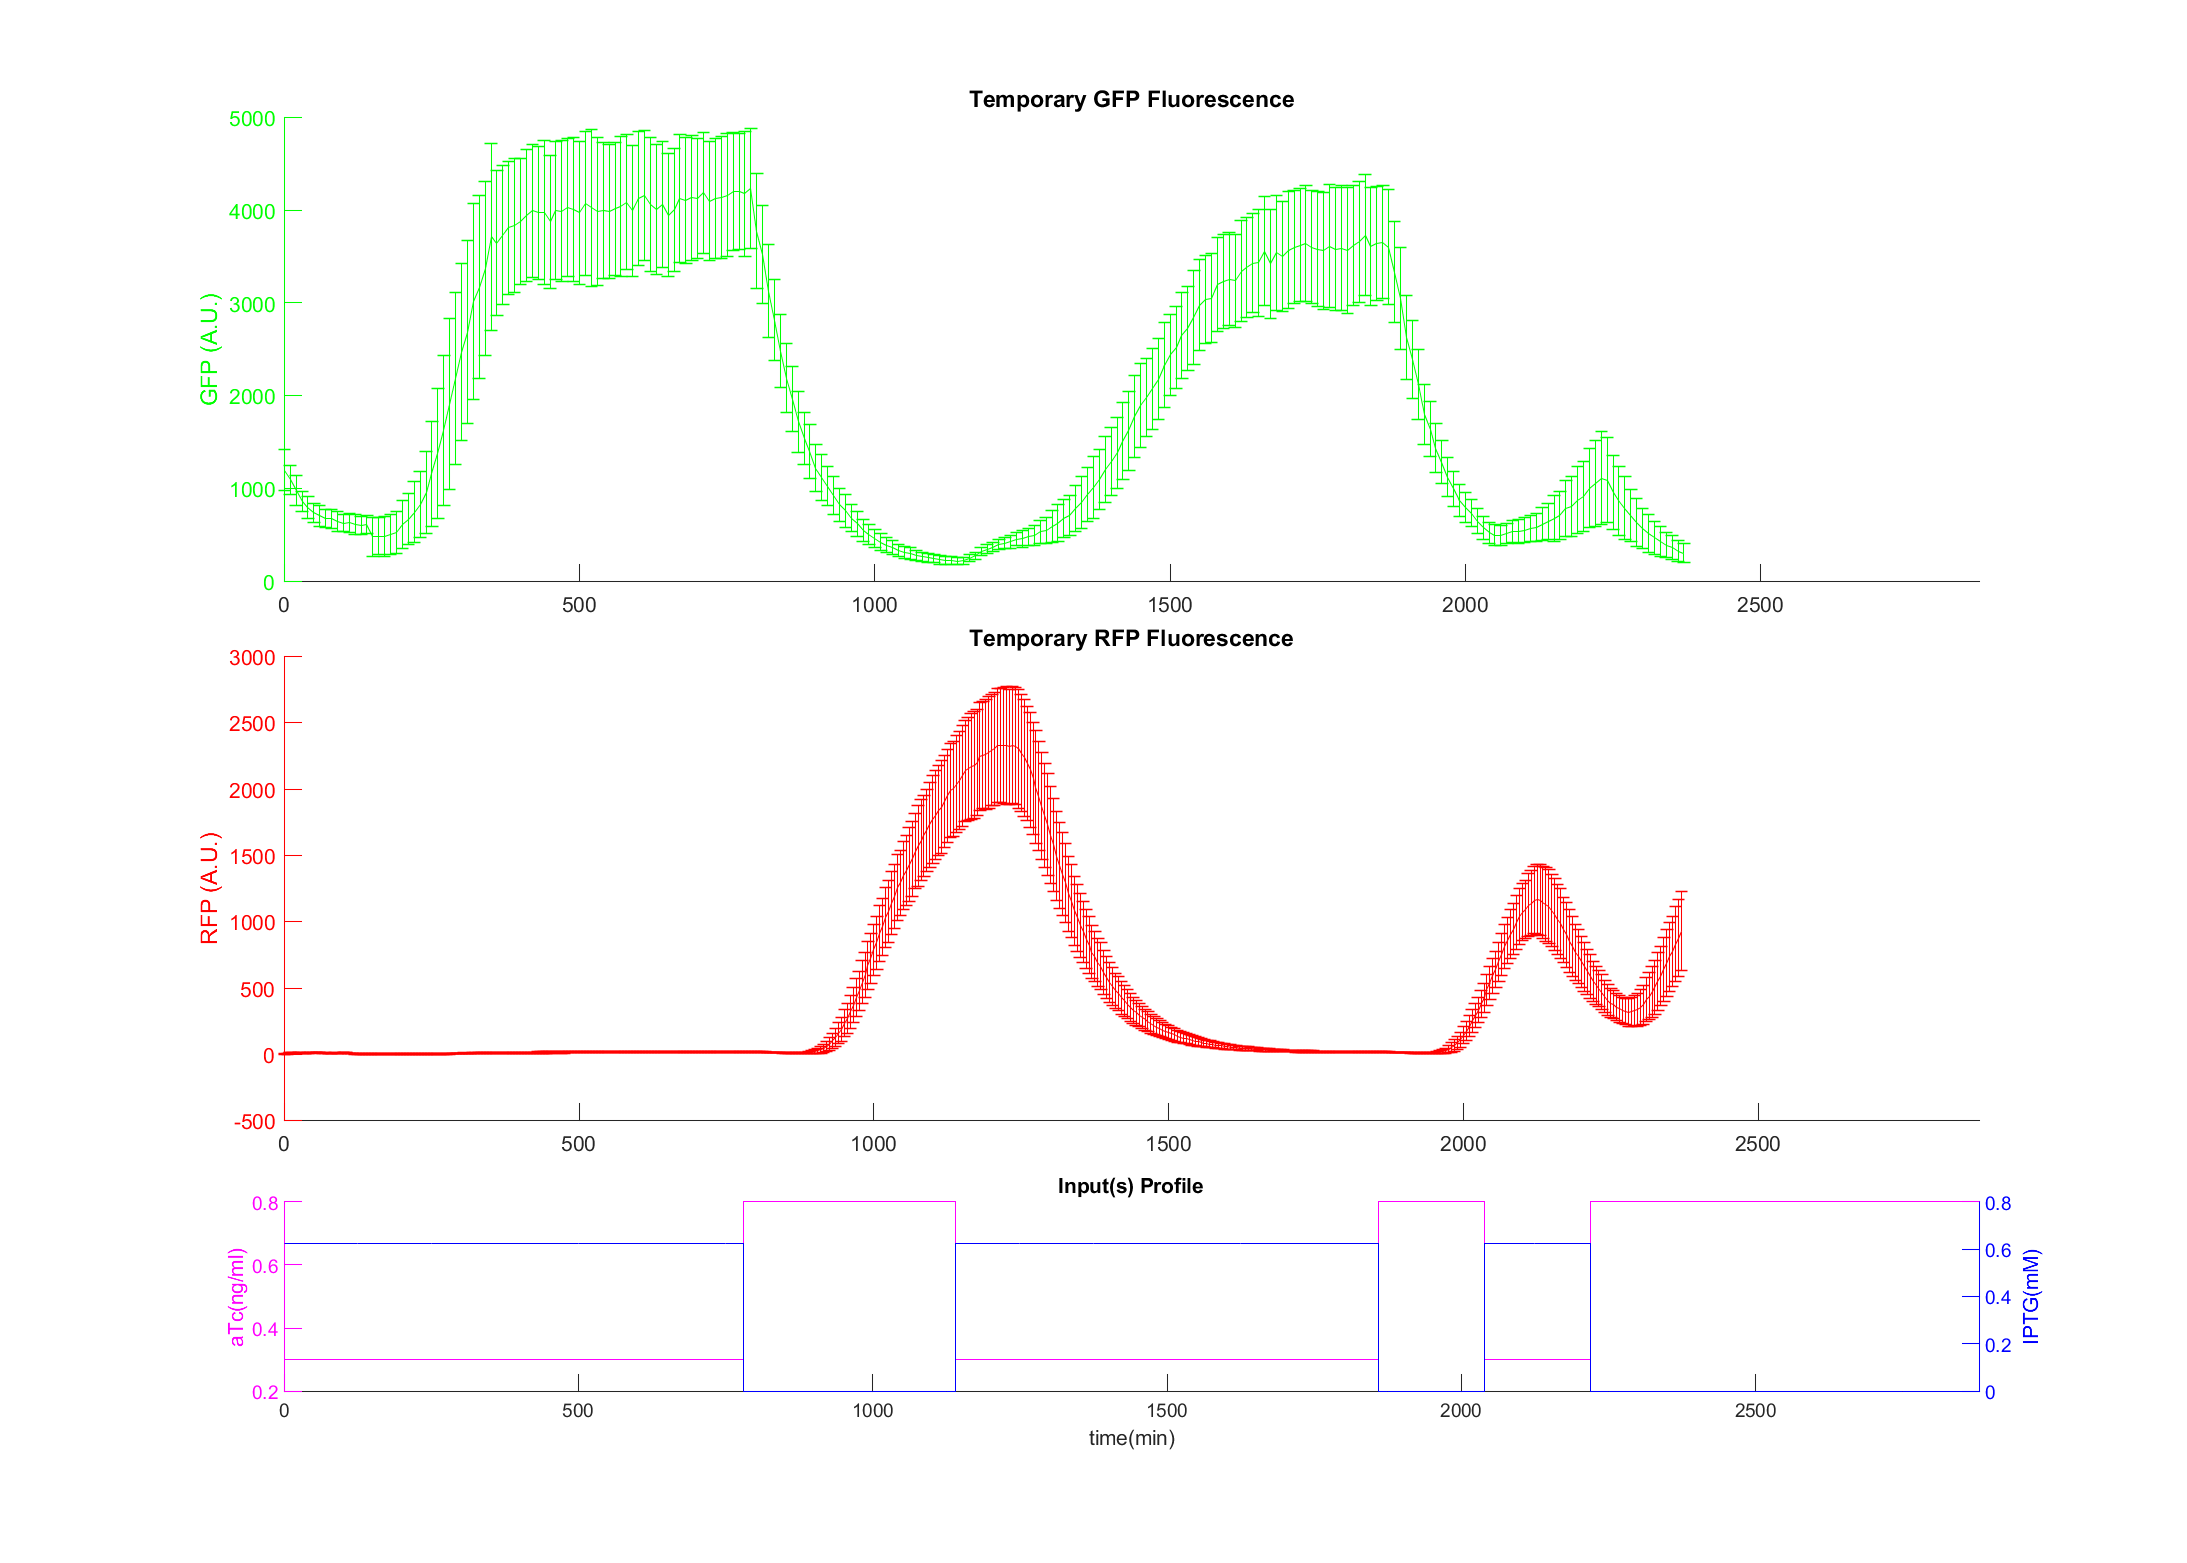 Temporary GFP Fluorescence
GFP (A.U.)
5000
4000
3000
2000
1000
0
0 500 1000 1500 2000 2500
Temporary RFP Fluorescence
RFP (A.U.)
3000
2500
2000
1500
1000
500
0
-500
0 500 1000 1500 2000 2500
Input(s) Profile
aTc(ng/ml)
0.8
0.6
0.4
0.2
IPTG(mM)
0.8
0.6
0.4
0.2
0
0 500 1000 1500 2000 2500
time(min)